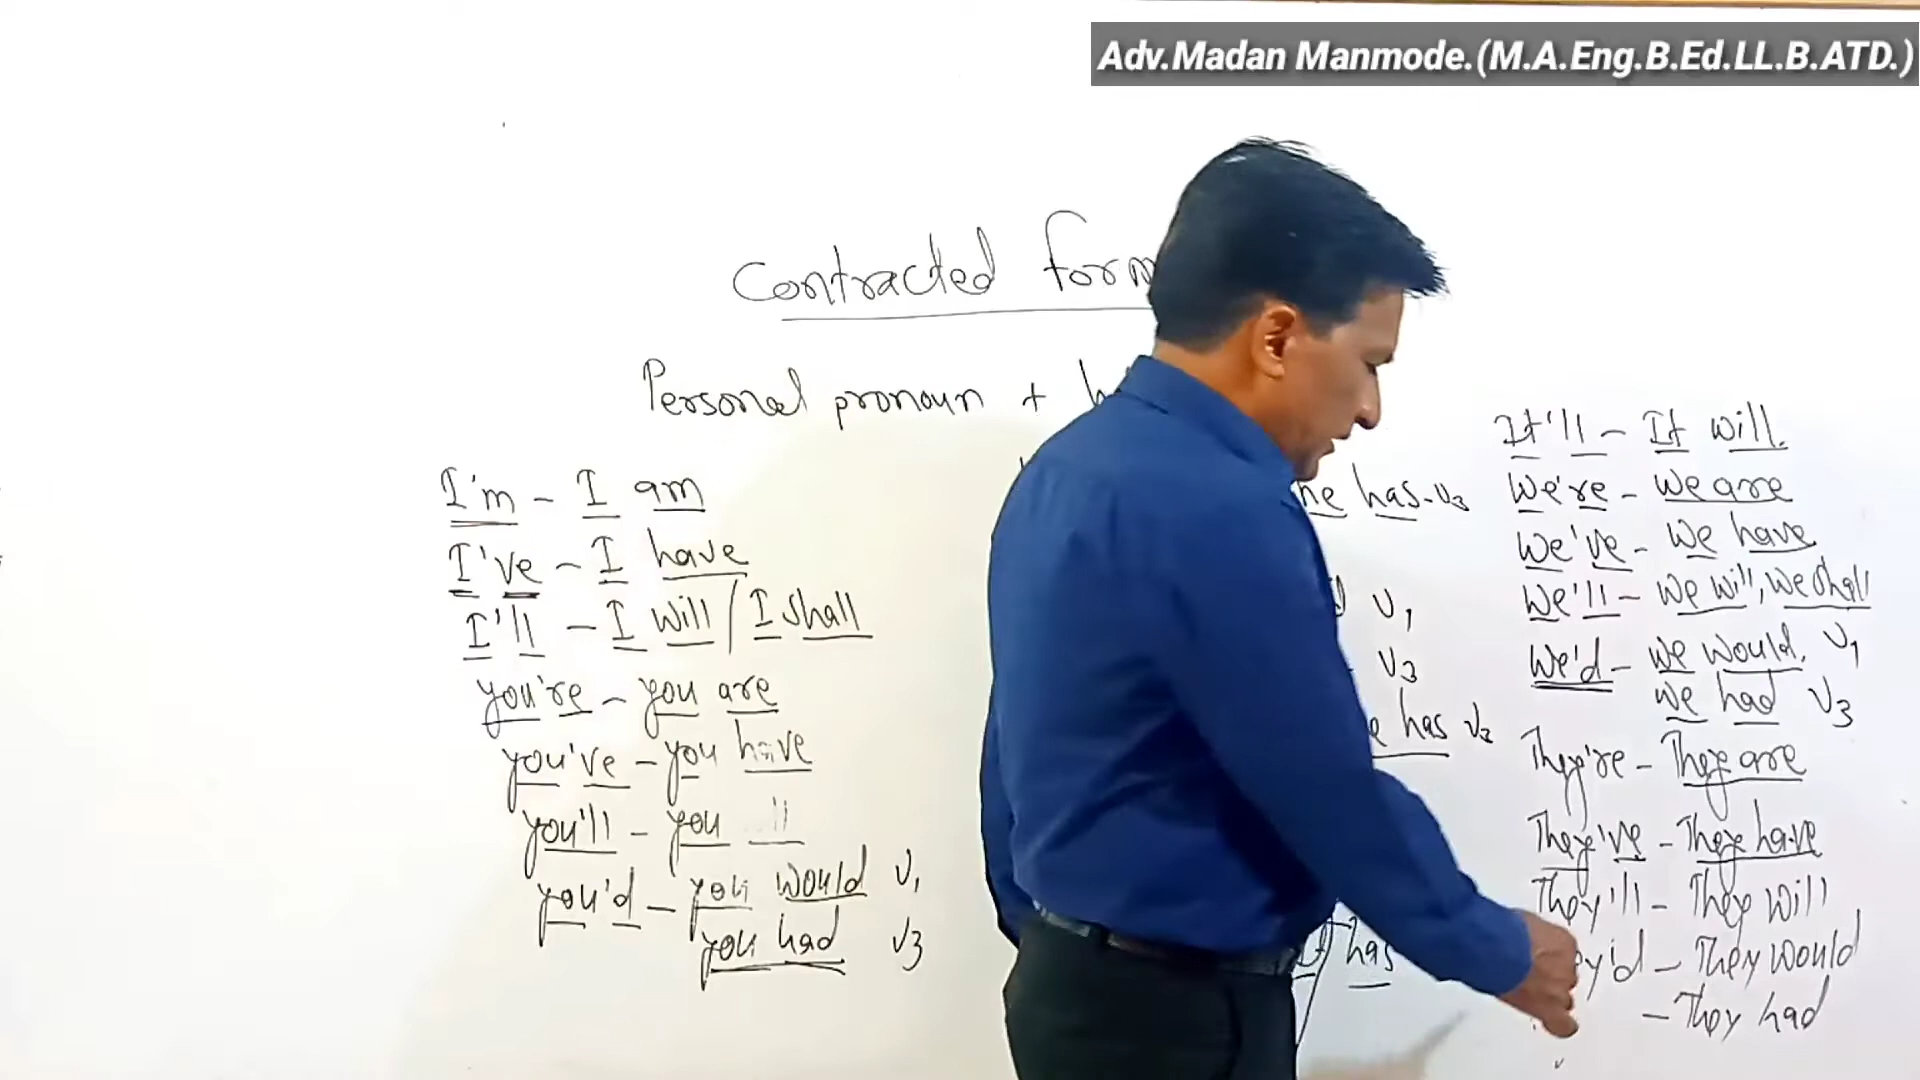 Adv.Madan Manmode.(M.A.Eng.B.Ed.LL.B.ATD.)
Contracted form
Personal pronoun +
I'm - I am
I've - I have
I'll - I will / I shall
you're - you are
you've - you have
you'll - you
you'd - you would V1
you had V3
he has-V3
V1
V3
has V3
It has
It'll - It will.
We're - we are
We've - We have
We'll - we will, we shall
We'd - we would. V1
we had V3
They're - They are
They've - They have
They'll - They will
They would
- They had